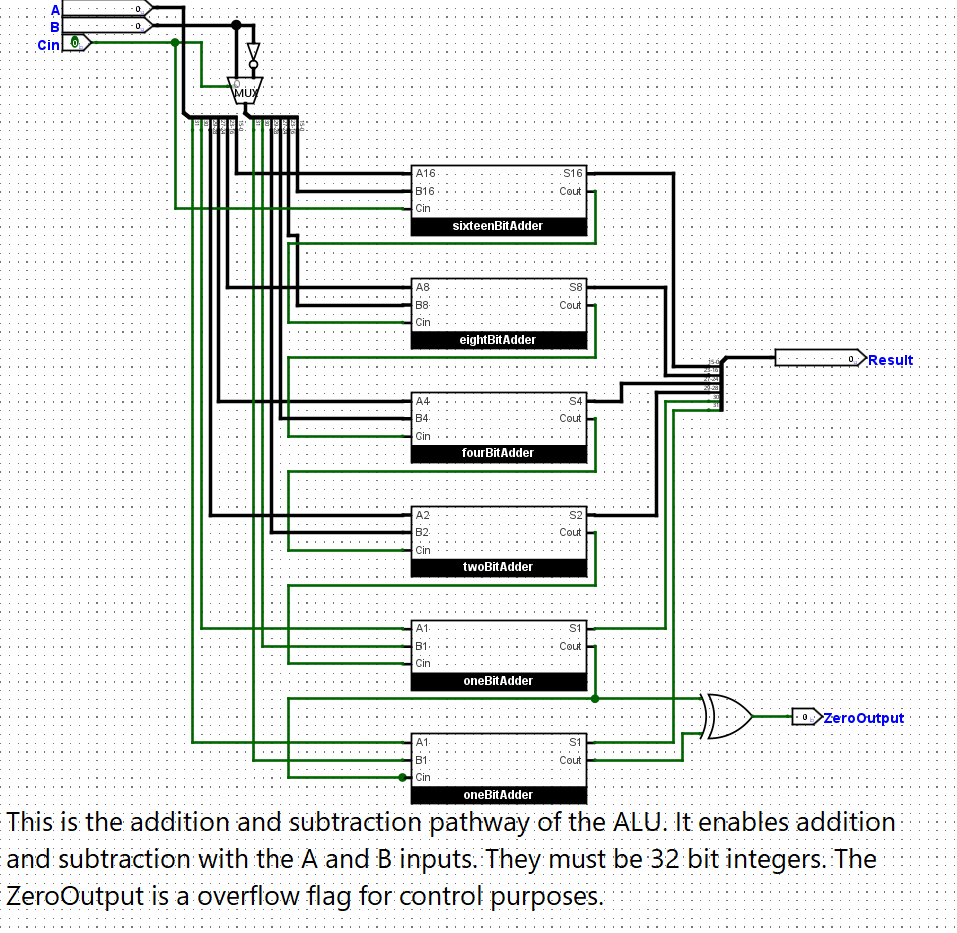 A 0
B 0
Cin 0
MUX
A16 S16
B16 Cout
Cin
sixteenBitAdder
A8 S8
B8 Cout
Cin
eightBitAdder
Result
0
A4 S4
B4 Cout
Cin
fourBitAdder
A2 S2
B2 Cout
Cin
twoBitAdder
A1 S1
B1 Cout
Cin
oneBitAdder
0 ZeroOutput
A1 S1
B1 Cout
Cin
oneBitAdder
This is the addition and subtraction pathway of the ALU. It enables addition
and subtraction with the A and B inputs. They must be 32 bit integers. The
ZeroOutput is a overflow flag for control purposes.